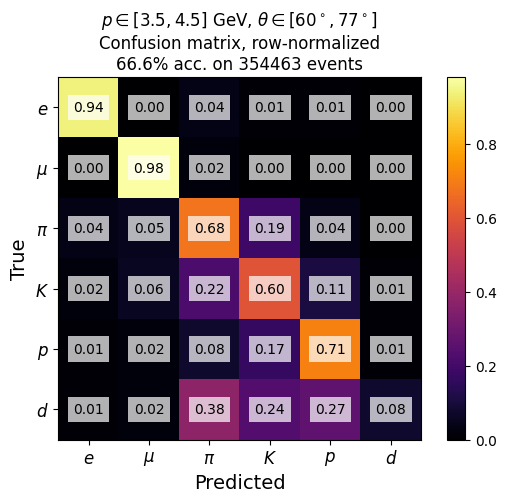 p ∈ [3.5, 4.5] GeV, θ ∈ [60°, 77°]
Confusion matrix, row-normalized
66.6% acc. on 354463 events
e 0.94 0.00 0.04 0.01 0.01 0.00
μ 0.00 0.98 0.02 0.00 0.00 0.00
π 0.04 0.05 0.68 0.19 0.04 0.00
K 0.02 0.06 0.22 0.60 0.11 0.01
p 0.01 0.02 0.08 0.17 0.71 0.01
d 0.01 0.02 0.38 0.24 0.27 0.08
e μ π K p d
Predicted
True
0.8
0.6
0.4
0.2
0.0